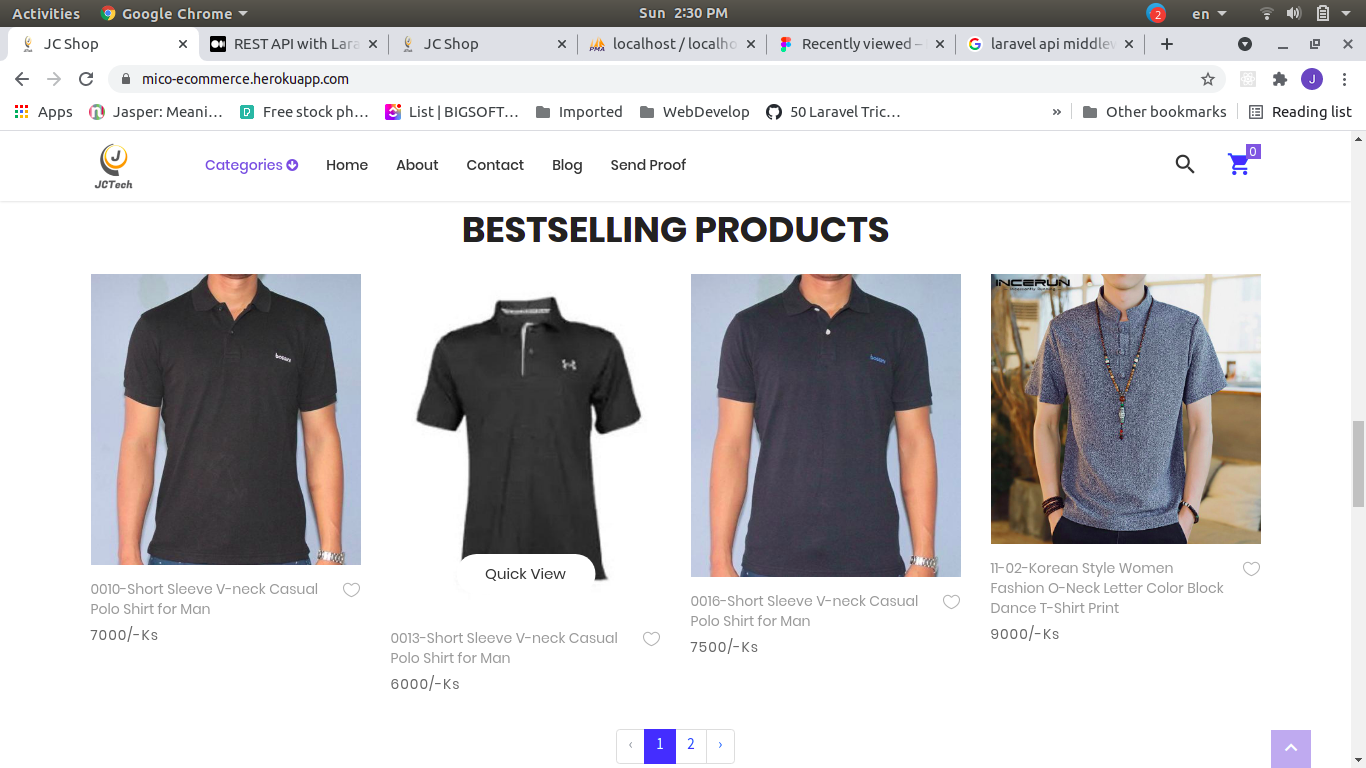 Activities
Google Chrome
Sun 2:30 PM
2
en
JC Shop
REST API with Lara
JC Shop
localhost / localho
Recently viewed –
laravel api middlew
mico-ecommerce.herokuapp.com
J
Apps
Jasper: Meani...
Free stock ph...
List | BIGSOFT...
Imported
WebDevelop
50 Laravel Tric...
»
Other bookmarks
Reading list
J
JCTech
Categories
Home
About
Contact
Blog
Send Proof
0
BESTSELLING PRODUCTS
INCERUN
Quick View
0010-Short Sleeve V-neck Casual
Polo Shirt for Man
7000/-Ks
0013-Short Sleeve V-neck Casual
Polo Shirt for Man
6000/-Ks
0016-Short Sleeve V-neck Casual
Polo Shirt for Man
7500/-Ks
11-02-Korean Style Women
Fashion O-Neck Letter Color Block
Dance T-Shirt Print
9000/-Ks
‹ 1 2 ›